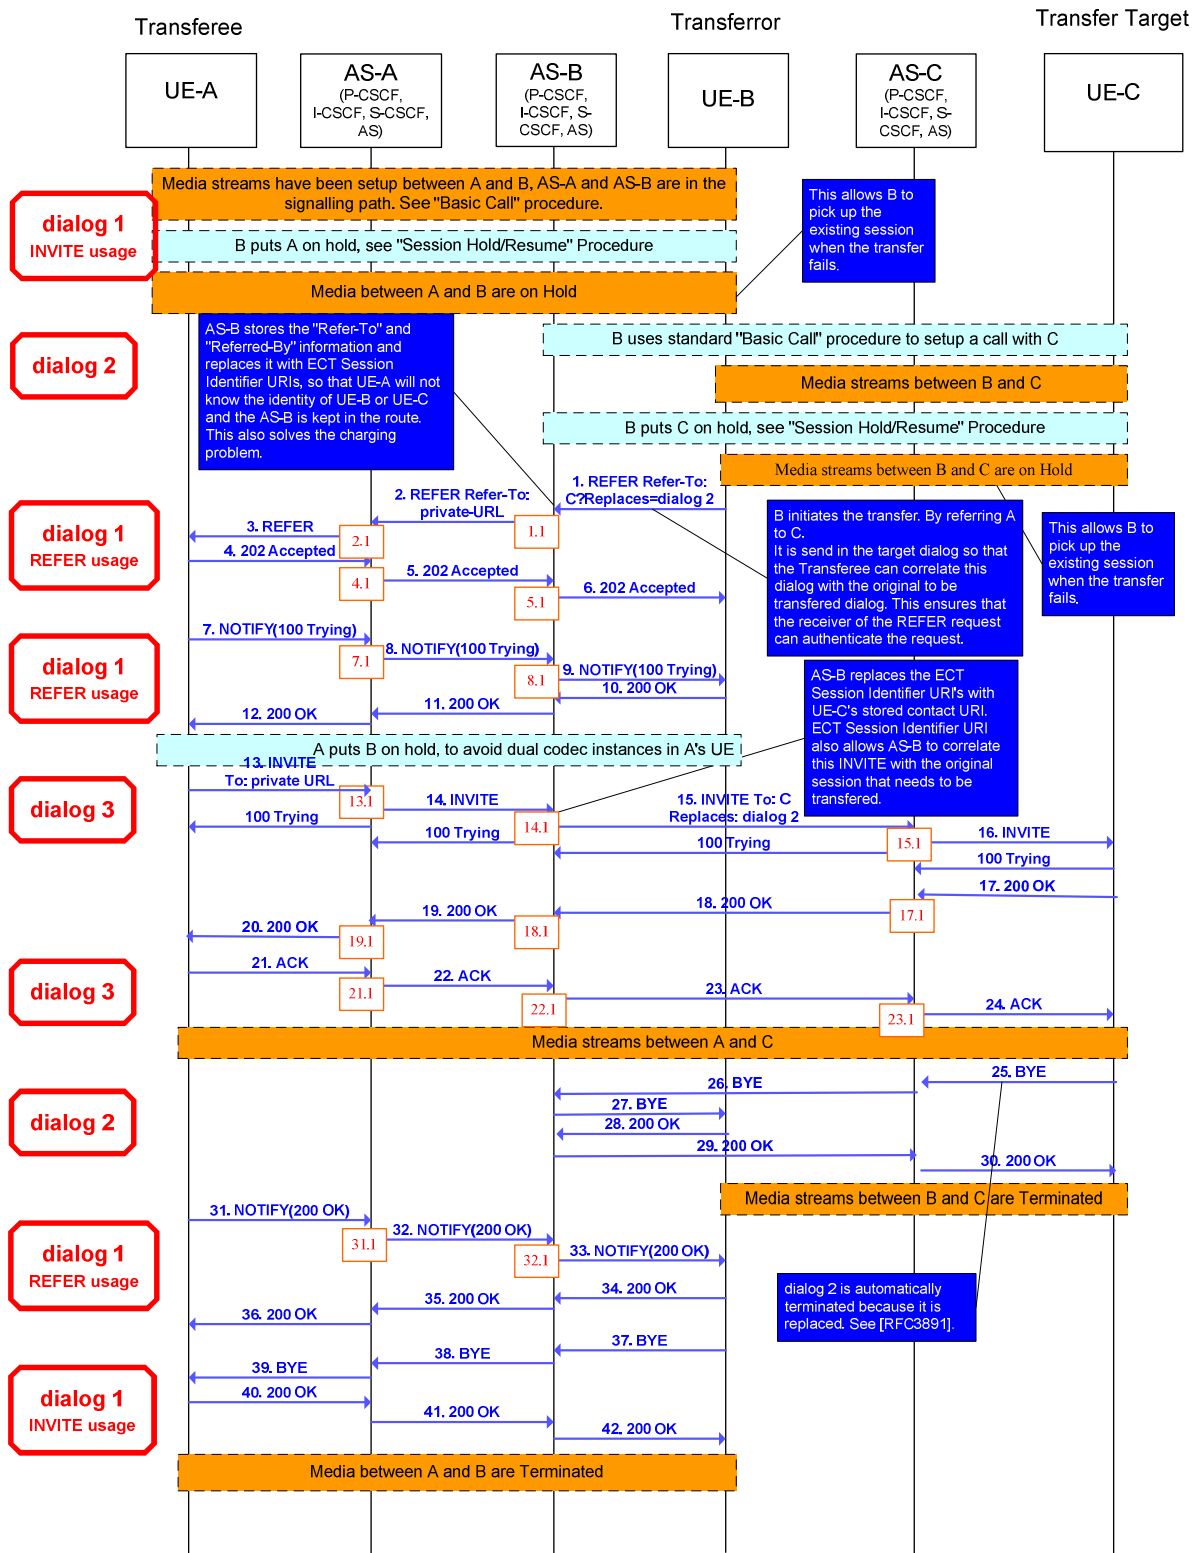 Transferee
Transferror
Transfer Target
UE-A
AS-A
(P-CSCF,
I-CSCF, S-CSCF,
AS)
AS-B
(P-CSCF,
I-CSCF, S-
CSCF, AS)
UE-B
AS-C
(P-CSCF,
I-CSCF, S-
CSCF, AS)
UE-C
Media streams have been setup between A and B, AS-A and AS-B are in the
signalling path. See "Basic Call" procedure.
This allows B to
pick up the
existing session
when the transfer
fails.
dialog 1
INVITE usage
B puts A on hold, see "Session Hold/Resume" Procedure
Media between A and B are on Hold
AS-B stores the "Refer-To" and
"Referred-By" information and
replaces it with ECT Session
Identifier URIs, so that UE-A will not
know the identity of UE-B or UE-C
and the AS-B is kept in the route.
This also solves the charging
problem.
dialog 2
B uses standard "Basic Call" procedure to setup a call with C
Media streams between B and C
B puts C on hold, see "Session Hold/Resume" Procedure
Media streams between B and C are on Hold
1. REFER Refer-To:
C?Replaces=dialog 2
2. REFER Refer-To:
private-URL
1.1
3. REFER
2.1
dialog 1
REFER usage
4. 202 Accepted
4.1
5. 202 Accepted
5.1
6. 202 Accepted
B initiates the transfer. By referring A
to C.
It is send in the target dialog so that
the Transferee can correlate this
dialog with the original to be
transfered dialog. This ensures that
the receiver of the REFER request
can authenticate the request.
This allows B to
pick up the
existing session
when the transfer
fails.
7. NOTIFY(100 Trying)
7.1
8. NOTIFY(100 Trying)
8.1
9. NOTIFY(100 Trying)
dialog 1
REFER usage
10. 200 OK
11. 200 OK
12. 200 OK
AS-B replaces the ECT
Session Identifier URI's with
UE-C's stored contact URI.
ECT Session Identifier URI
also allows AS-B to correlate
this INVITE with the original
session that needs to be
transfered.
A puts B on hold, to avoid dual codec instances in A's UE
13. INVITE
To: private URL
13.1
dialog 3
14. INVITE
14.1
15. INVITE To: C
Replaces: dialog 2
15.1
16. INVITE
100 Trying
100 Trying
100 Trying
100 Trying
17. 200 OK
17.1
18. 200 OK
18.1
19. 200 OK
19.1
20. 200 OK
21. ACK
21.1
dialog 3
22. ACK
22.1
23. ACK
23.1
24. ACK
Media streams between A and C
25. BYE
26. BYE
27. BYE
dialog 2
28. 200 OK
29. 200 OK
30. 200 OK
Media streams between B and C are Terminated
31. NOTIFY(200 OK)
31.1
32. NOTIFY(200 OK)
32.1
33. NOTIFY(200 OK)
dialog 1
REFER usage
34. 200 OK
35. 200 OK
36. 200 OK
dialog 2 is automatically
terminated because it is
replaced. See [RFC3891].
37. BYE
38. BYE
39. BYE
dialog 1
INVITE usage
40. 200 OK
41. 200 OK
42. 200 OK
Media between A and B are Terminated